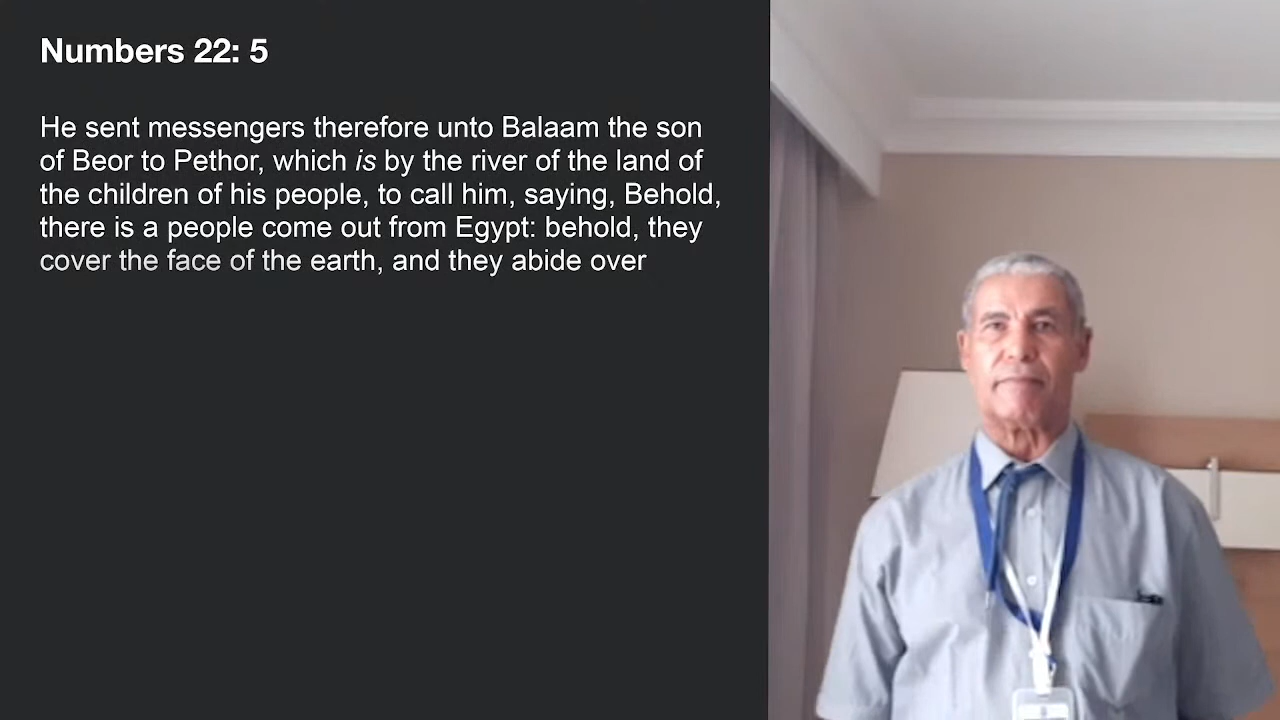 Numbers 22: 5
He sent messengers therefore unto Balaam the son
of Beor to Pethor, which is by the river of the land of
the children of his people, to call him, saying, Behold,
there is a people come out from Egypt: behold, they
cover the face of the earth, and they abide over